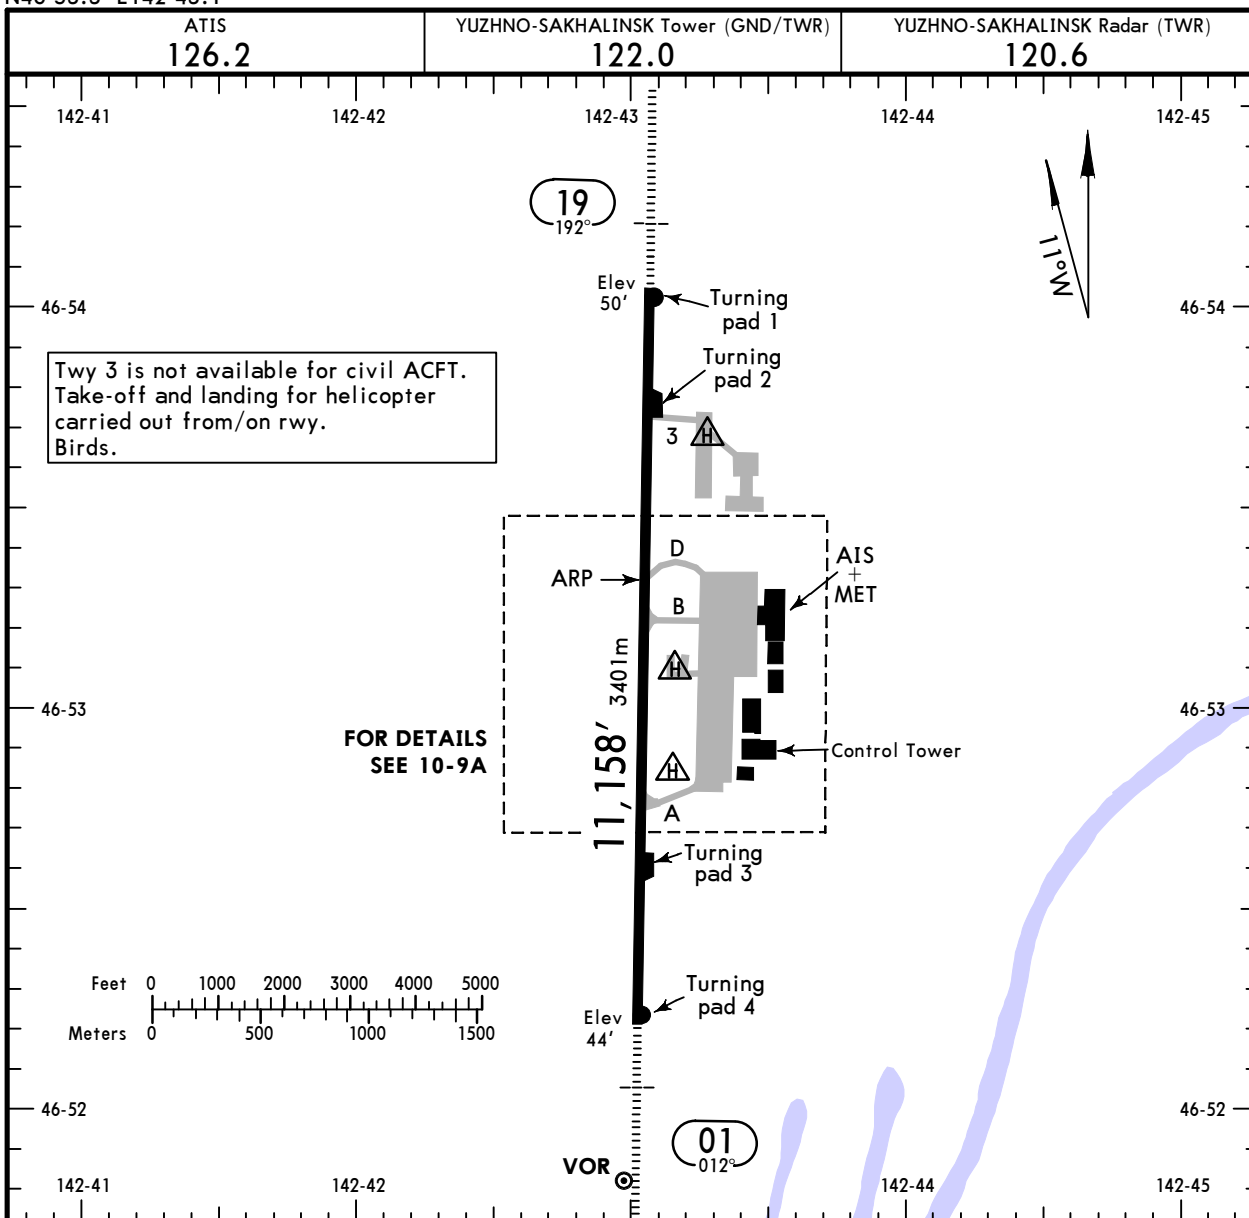 ATIS
126.2
YUZHNO-SAKHALINSK Tower (GND/TWR)
122.0
YUZHNO-SAKHALINSK Radar (TWR)
120.6
142-41 142-42 142-43 142-44 142-45
19
192°
11°W
Elev
50'
Turning
pad 1
46-54 46-54
Turning
pad 2
Twy 3 is not available for civil ACFT.
Take-off and landing for helicopter
carried out from/on rwy.
Birds.
3
H
D
ARP
AIS
+
MET
B
H
3401m
11,158'
46-53 46-53
FOR DETAILS
SEE 10-9A
Control Tower
H
A
Turning
pad 3
Feet 0 1000 2000 3000 4000 5000
Meters 0 500 1000 1500
Turning
pad 4
Elev
44'
46-52 46-52
01
012°
VOR
142-41 142-42 142-44 142-45